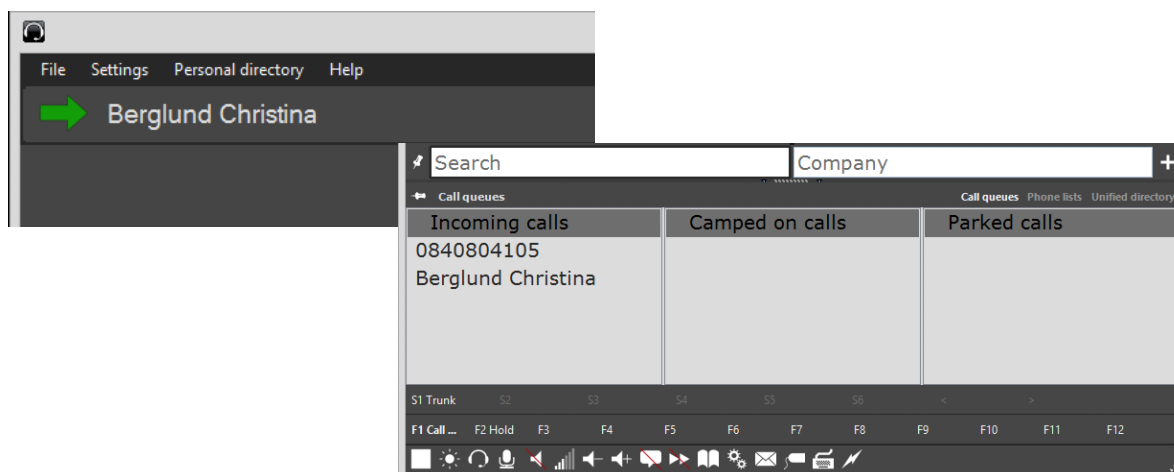 File Settings Personal directory Help
Berglund Christina
Search Company
Call queues Call queues Phone lists Unified directory
Incoming calls Camped on calls Parked calls
0840804105
Berglund Christina
S1 Trunk S2 S3 S4 S5 S6 < >
F1 Call ... F2 Hold F3 F4 F5 F6 F7 F8 F9 F10 F11 F12